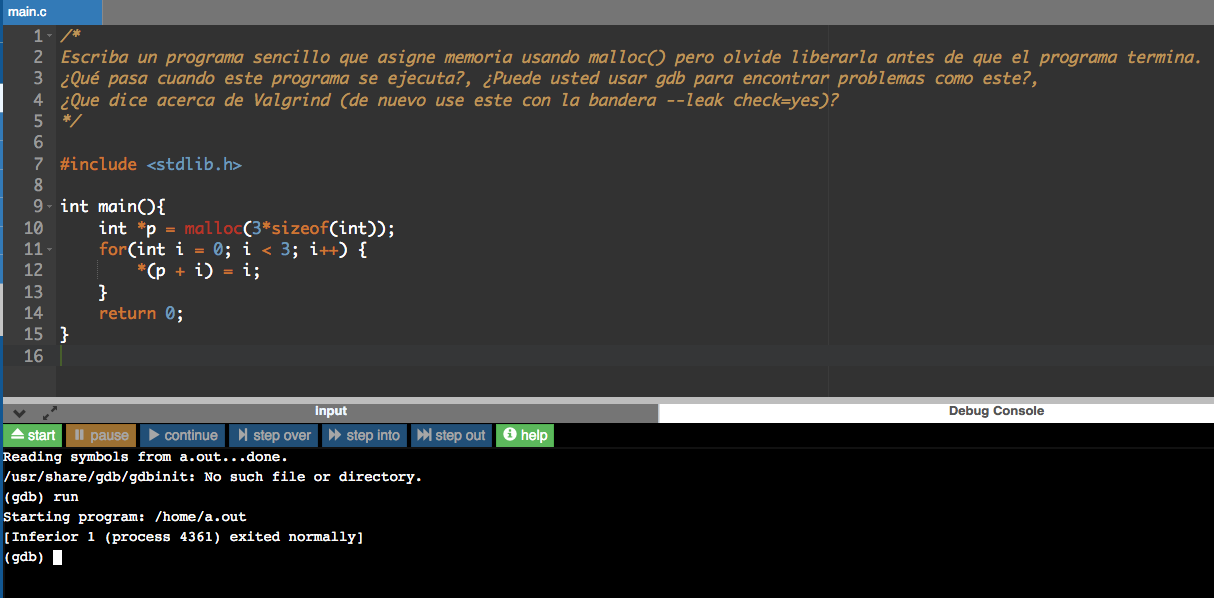 main.c
1 /*
2 Escriba un programa sencillo que asigne memoria usando malloc() pero olvide liberarla antes de que el programa termina.
3 ¿Qué pasa cuando este programa se ejecuta?, ¿Puede usted usar gdb para encontrar problemas como este?,
4 ¿Que dice acerca de Valgrind (de nuevo use este con la bandera --leak check=yes)?
5 */
6
7 #include <stdlib.h>
8
9 int main(){
10 int *p = malloc(3*sizeof(int));
11 for(int i = 0; i < 3; i++) {
12 *(p + i) = i;
13 }
14 return 0;
15 }
16
Input Debug Console
start pause continue step over step into step out help
Reading symbols from a.out...done.
/usr/share/gdb/gdbinit: No such file or directory.
(gdb) run
Starting program: /home/a.out
[Inferior 1 (process 4361) exited normally]
(gdb)